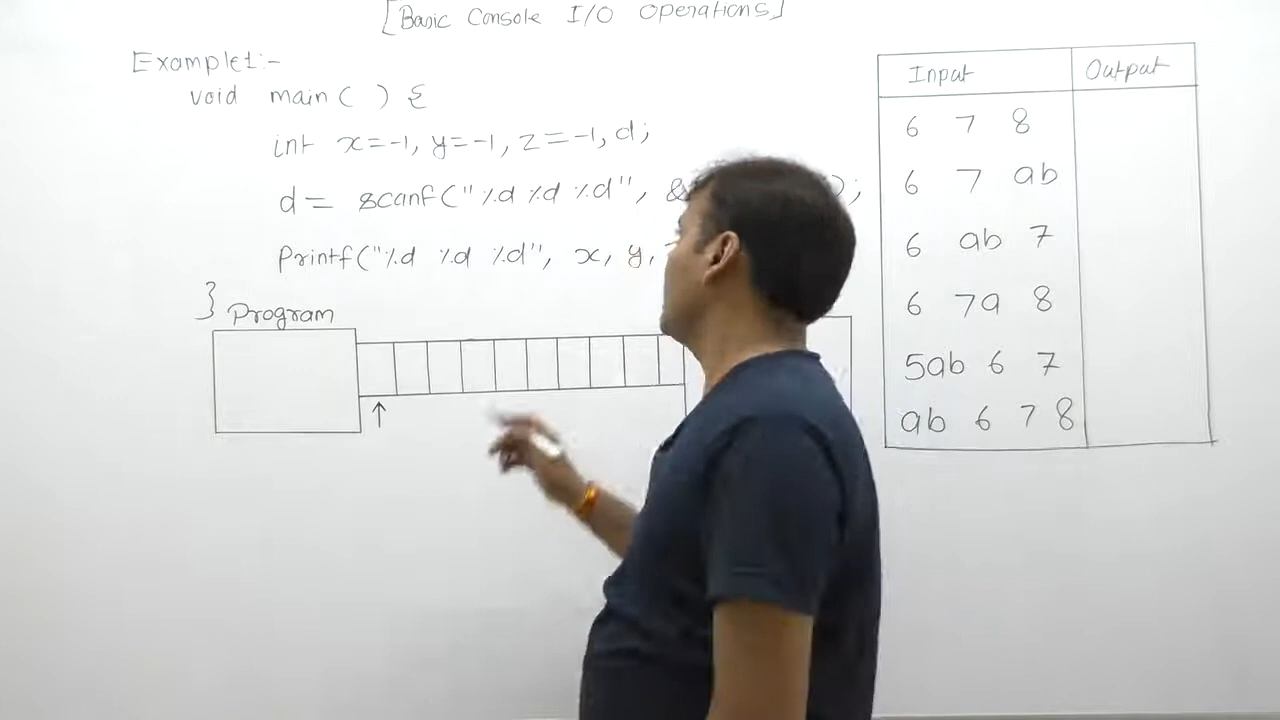 [Basic Console I/O Operations]
Example1:-
void main( ) {
int x=-1, y=-1, z=-1, d;
d = scanf("%d %d %d", &
);
Printf("%d %d %d", x, y,
}
Program
Input Output
6 7 8
6 7 ab
6 ab 7
6 7a 8
5ab 6 7
ab 6 7 8